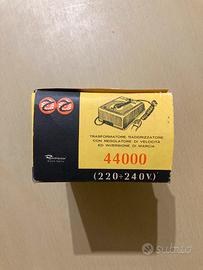 TRASFORMATORE RADDRIZZATORE
CON REGOLATORE DI VELOCITÀ
ED INVERSIONE DI MARCIA
44000
(220÷240V.)
subito